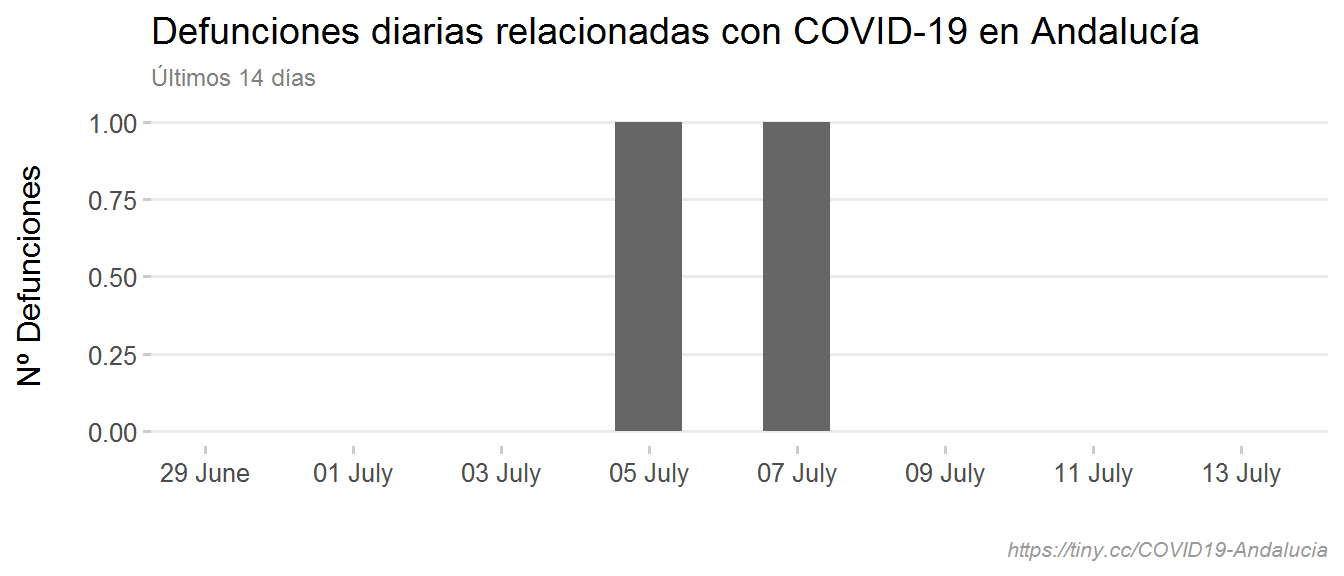 Defunciones diarias relacionadas con COVID-19 en Andalucía
Últimos 14 días
Nº Defunciones
1.00
0.75
0.50
0.25
0.00
29 June 01 July 03 July 05 July 07 July 09 July 11 July 13 July
https://tiny.cc/COVID19-Andalucia